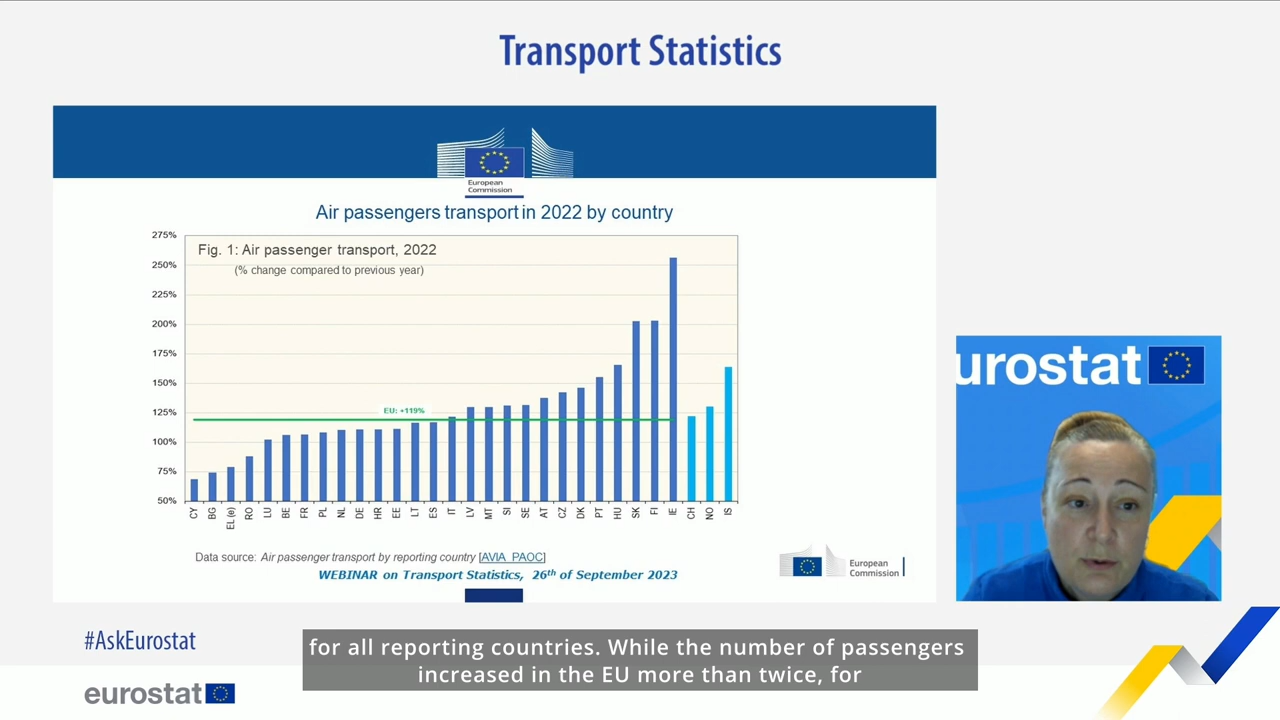 Transport Statistics
European
Commission
Air passengers transport in 2022 by country
Fig. 1: Air passenger transport, 2022
(% change compared to previous year)
275%
250%
225%
200%
175%
150%
125%
100%
75%
50%
EU: +119%
CY BG EL (e) RO LU BE FR PL NL DE HR EE LT ES IT LV MT SI SE AT CZ DK PT HU SK FI IE CH NO IS
Data source: Air passenger transport by reporting country [AVIA_PAOC]
WEBINAR on Transport Statistics, 26th of September 2023
European
Commission
urostat
#AskEurostat
for all reporting countries. While the number of passengers
increased in the EU more than twice, for
eurostat